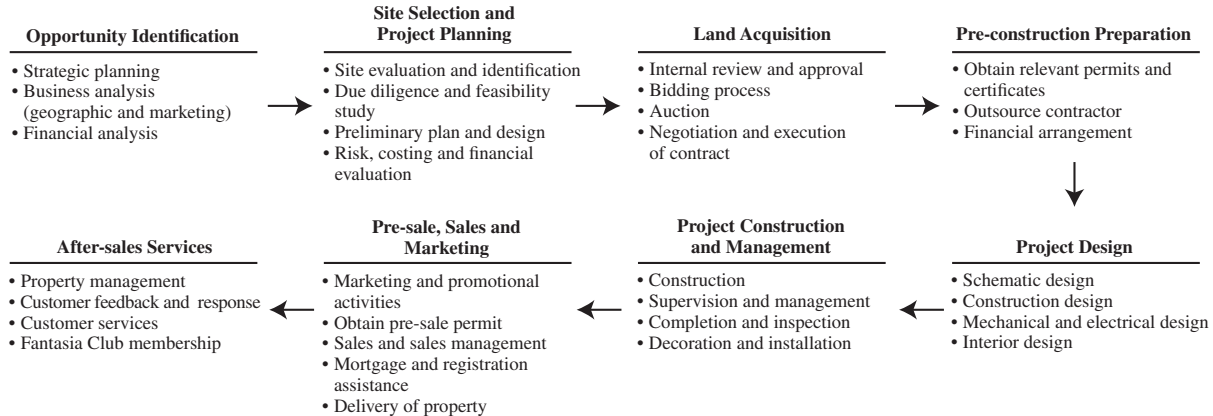 Opportunity Identification
• Strategic planning
• Business analysis
(geographic and marketing)
• Financial analysis
Site Selection and
Project Planning
• Site evaluation and identification
• Due diligence and feasibility
study
• Preliminary plan and design
• Risk, costing and financial
evaluation
Land Acquisition
• Internal review and approval
• Bidding process
• Auction
• Negotiation and execution
of contract
Pre-construction Preparation
• Obtain relevant permits and
certificates
• Outsource contractor
• Financial arrangement
Project Design
• Schematic design
• Construction design
• Mechanical and electrical design
• Interior design
Project Construction
and Management
• Construction
• Supervision and management
• Completion and inspection
• Decoration and installation
Pre-sale, Sales and
Marketing
• Marketing and promotional
activities
• Obtain pre-sale permit
• Sales and sales management
• Mortgage and registration
assistance
• Delivery of property
After-sales Services
• Property management
• Customer feedback and response
• Customer services
• Fantasia Club membership